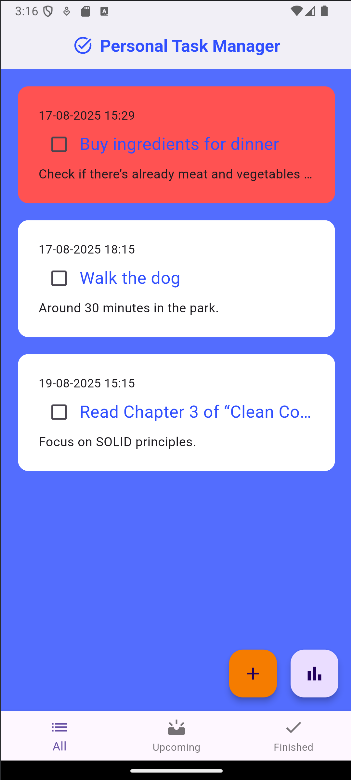 3:16
Personal Task Manager
17-08-2025 15:29
Buy ingredients for dinner
Check if there's already meat and vegetables ...
17-08-2025 18:15
Walk the dog
Around 30 minutes in the park.
19-08-2025 15:15
Read Chapter 3 of “Clean Co...
Focus on SOLID principles.
All
Upcoming
Finished